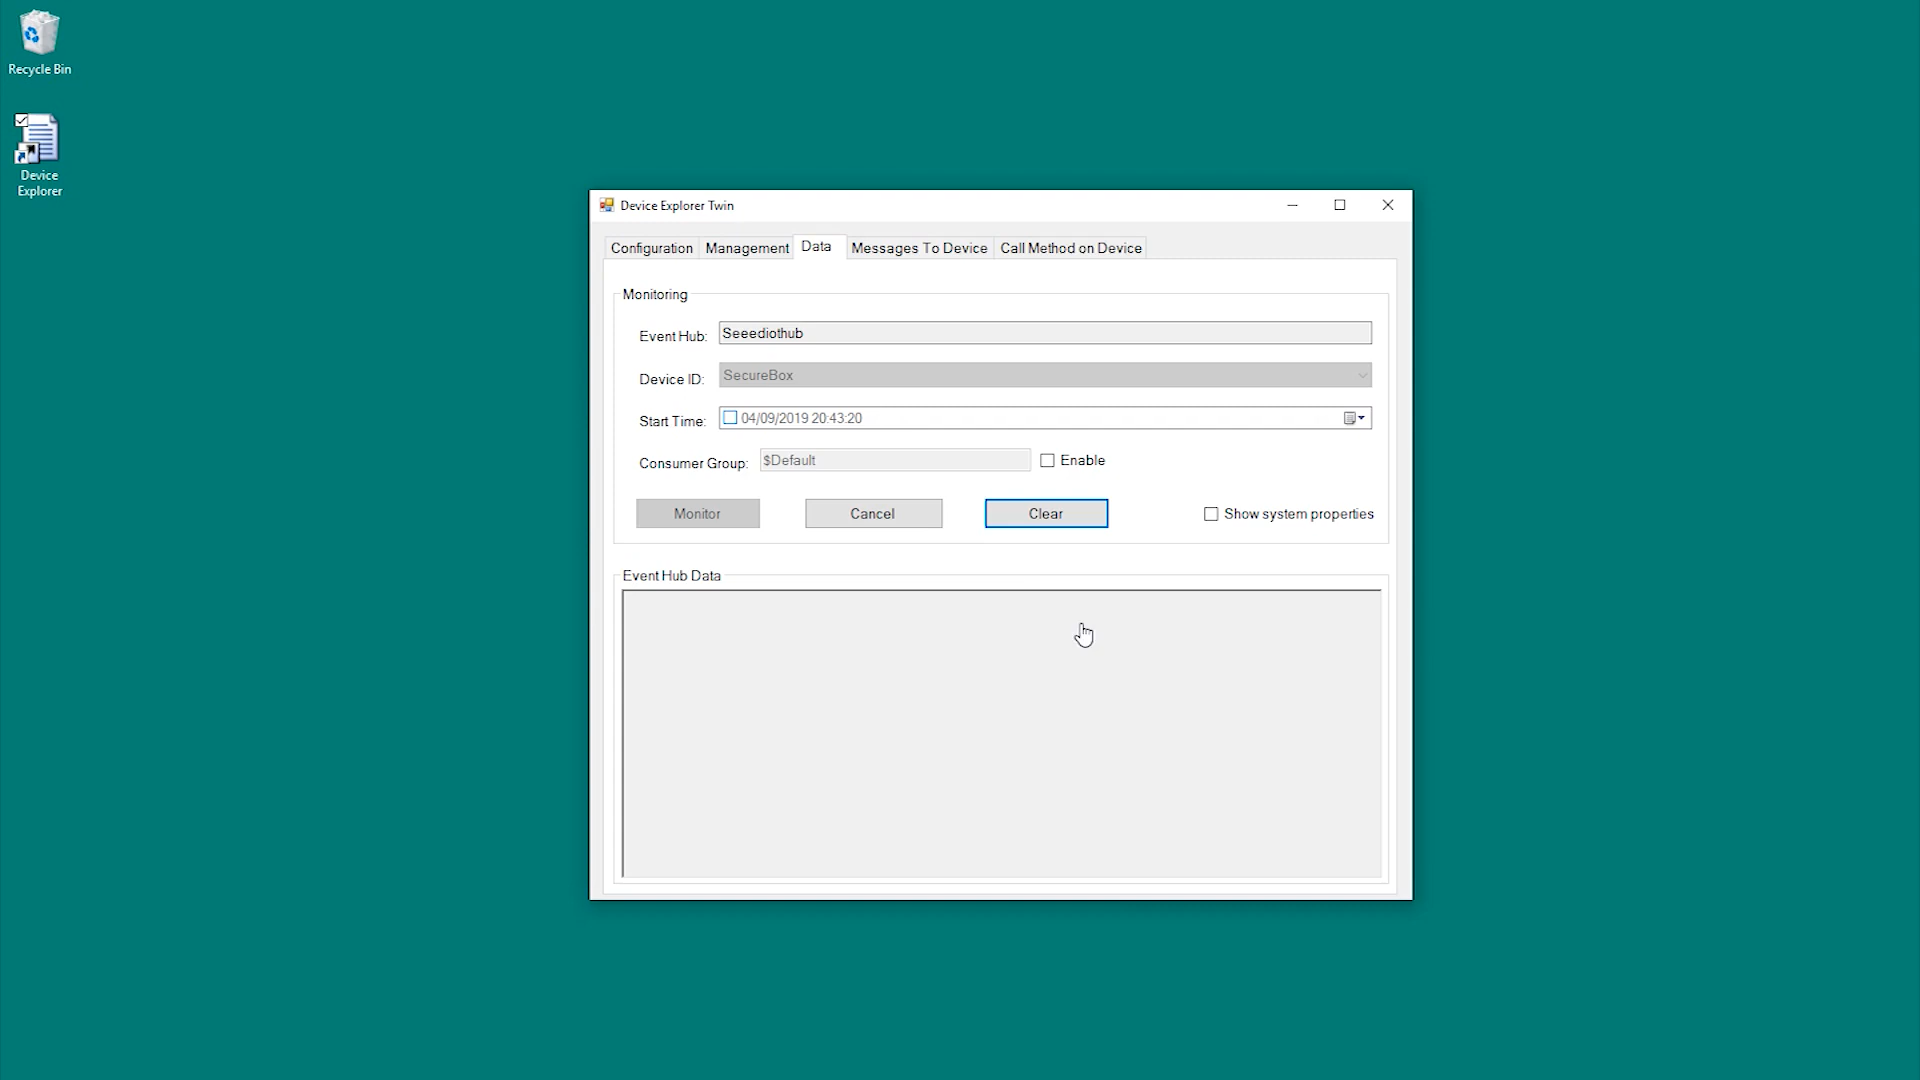 Recycle Bin
Device
Explorer
Device Explorer Twin
Configuration Management Data Messages To Device Call Method on Device
Monitoring
Event Hub: Seeediothub
Device ID: SecureBox
Start Time: 04/09/2019 20:43:20
Consumer Group: $Default Enable
Monitor Cancel Clear Show system properties
Event Hub Data